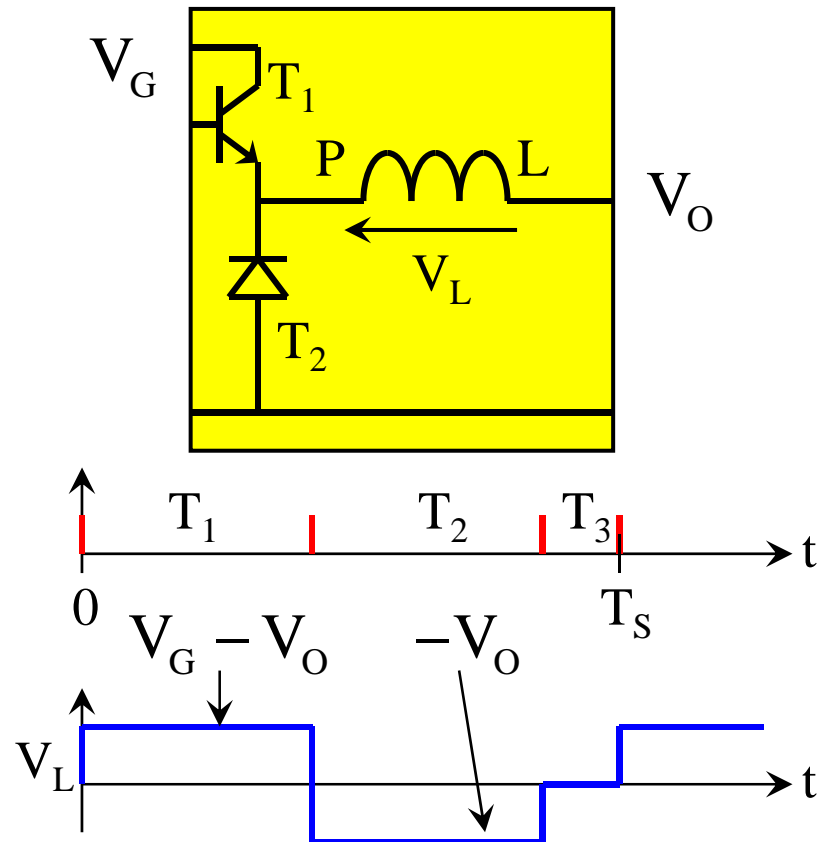 V_G
T_1
P L
V_O
V_L
T_2
T_1 T_2 T_3
t
0 T_S
V_G – V_O –V_O
V_L
t